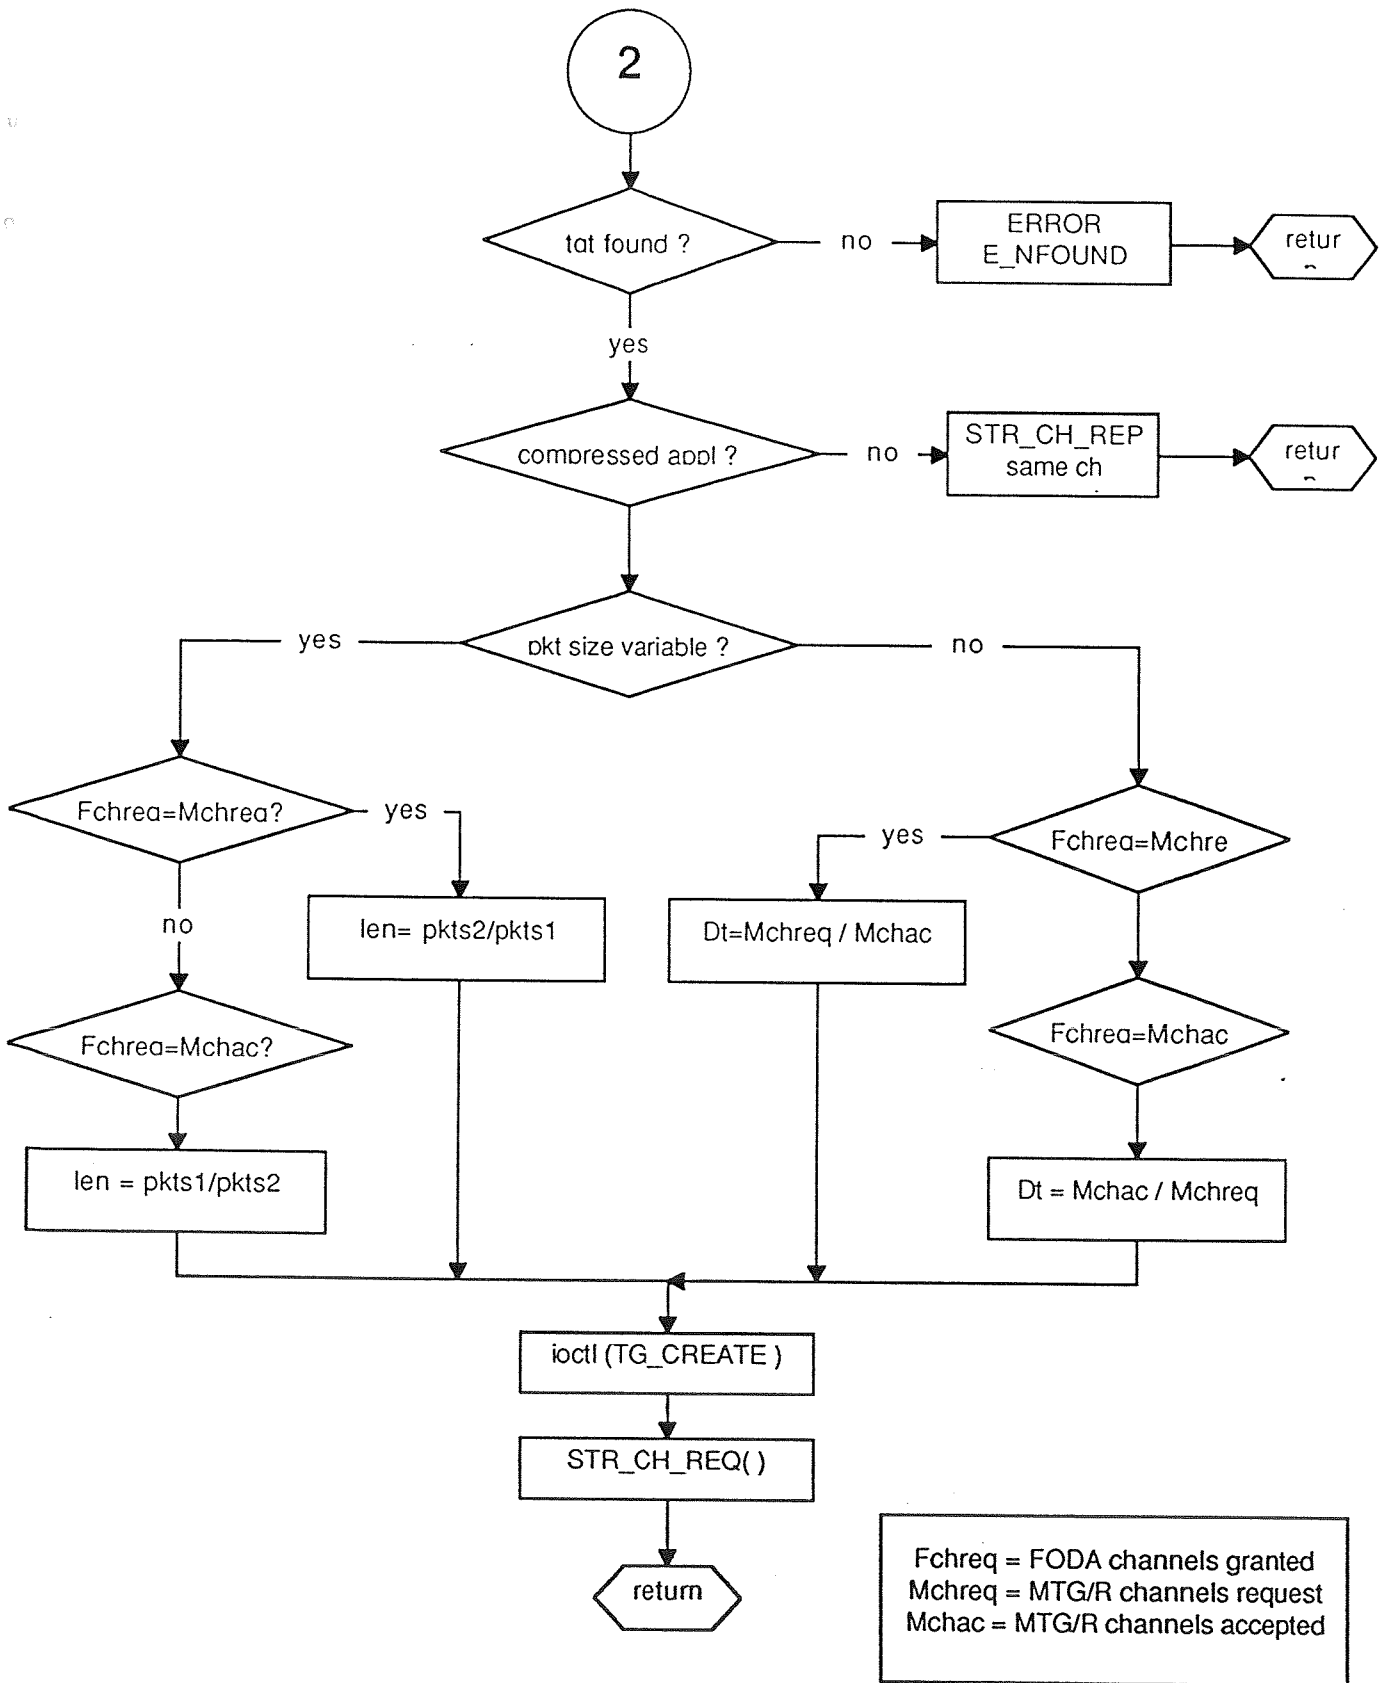 2
tgt found ?
no
ERROR
E_NFOUND
retur
yes
compressed appl ?
no
STR_CH_REP
same ch
retur
pkt size variable ?
yes
no
Fchreq=Mchreq?
yes
yes
Fchreq=Mchre
no
len= pkts2/pkts1
Dt=Mchreq / Mchac
Fchreq=Mchac?
Fchreq=Mchac
len = pkts1/pkts2
Dt = Mchac / Mchreq
ioctl (TG_CREATE )
STR_CH_REQ( )
return
Fchreq = FODA channels granted
Mchreq = MTG/R channels request
Mchac = MTG/R channels accepted